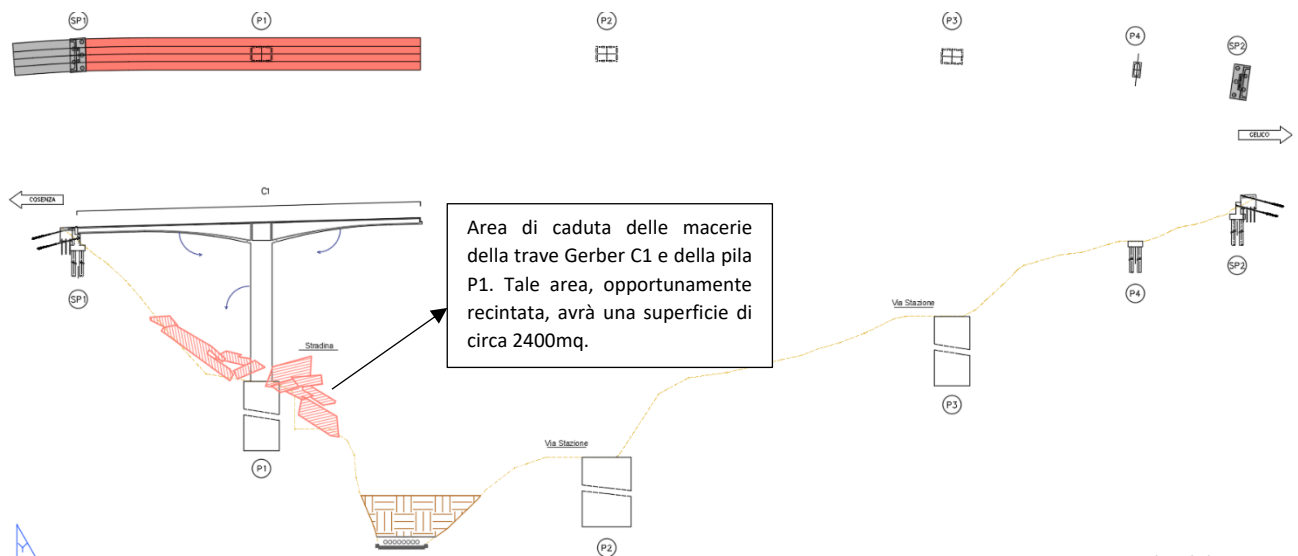 SP1
P1
P2
P3
P4
SP2
GELICO
COSENZA
C1
Area di caduta delle macerie
della trave Gerber C1 e della pila
P1. Tale area, opportunamente
recintata, avrà una superficie di
circa 2400mq.
SP1
SP2
P4
Via Stazione
Stradina
P3
Via Stazione
P1
P2